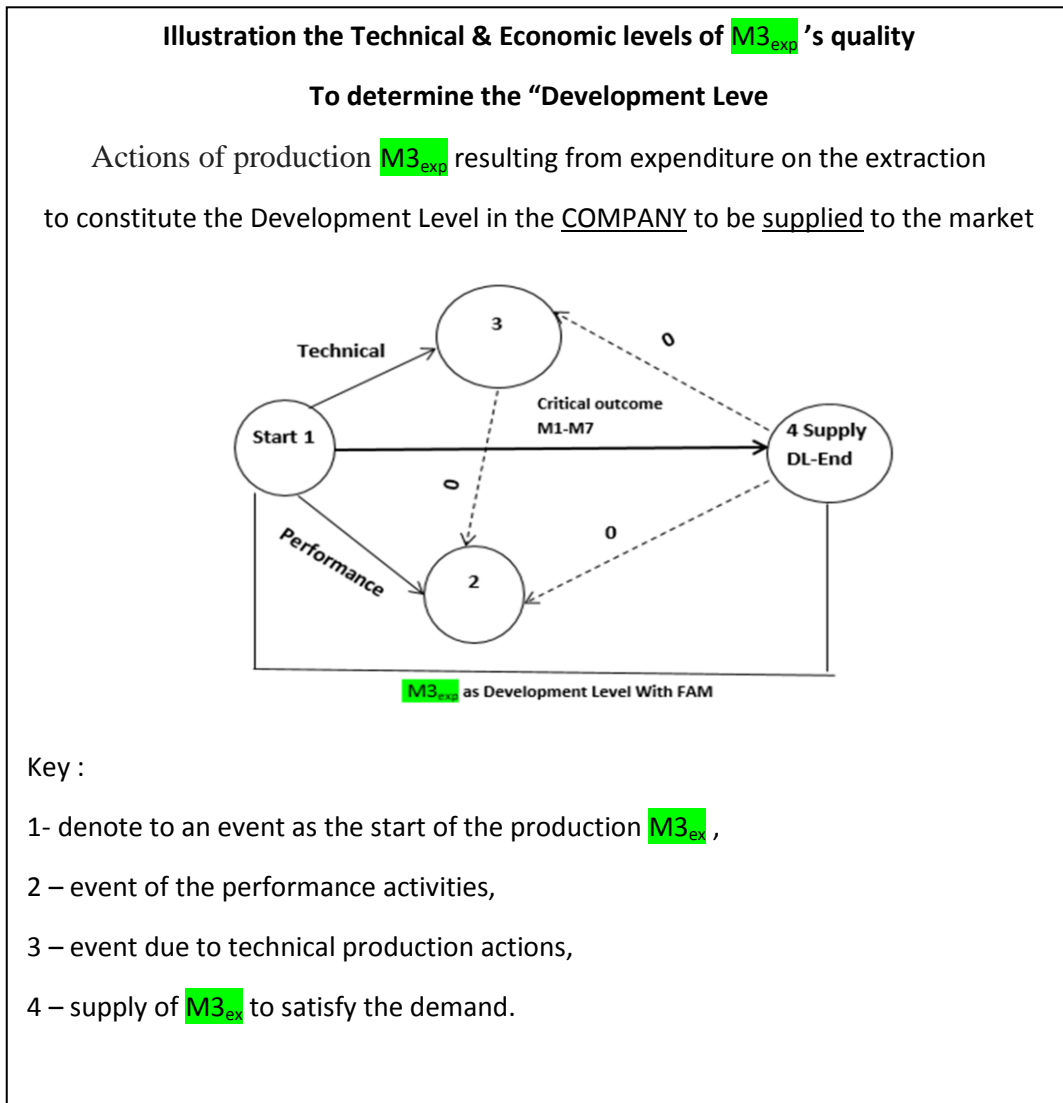 Illustration the Technical & Economic levels of M3exp 's quality
To determine the “Development Leve
Actions of production M3exp resulting from expenditure on the extraction
to constitute the Development Level in the COMPANY to be supplied to the market
3
0
Technical
Critical outcome
M1-M7
Start 1
4 Supply
DL-End
0
0
Performance
2
M3exp as Development Level With FAM
Key :
1- denote to an event as the start of the production M3ex ,
2 – event of the performance activities,
3 – event due to technical production actions,
4 – supply of M3ex to satisfy the demand.